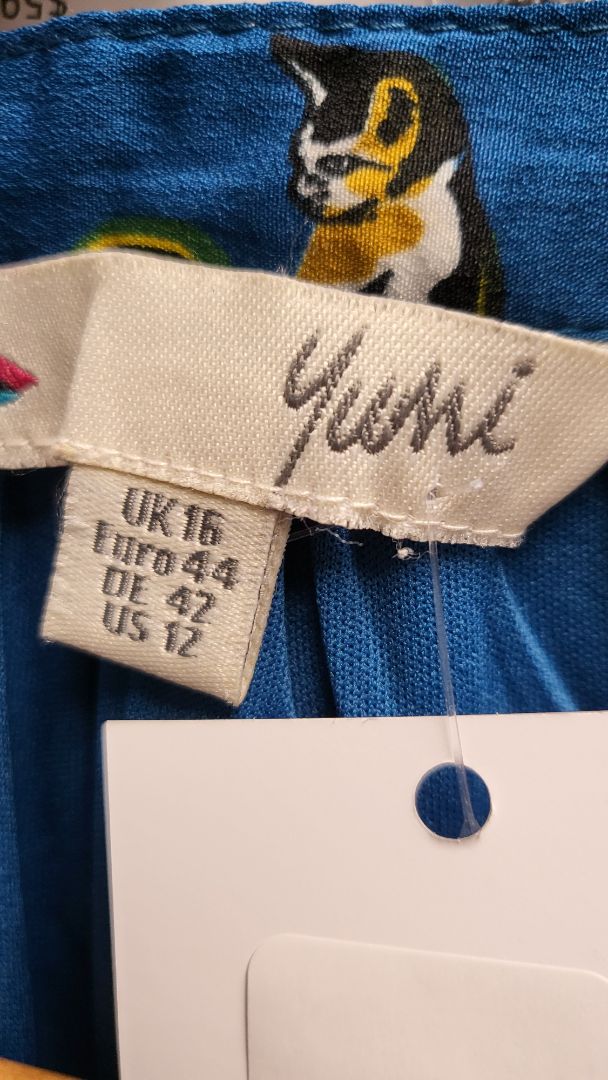 Yumi
UK 16
Euro 44
DE 42
US 12